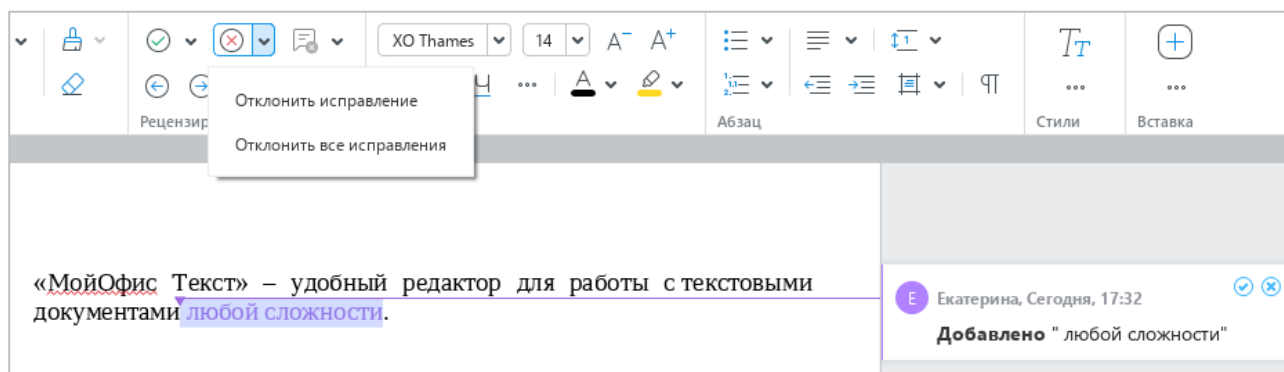 XO Thames
14
Отклонить исправление
Отклонить все исправления
Ч
Рецензир
Абзац
Стили
Вставка
«МойОфис Текст» – удобный редактор для работы с текстовыми
документами любой сложности.
Е
Екатерина, Сегодня, 17:32
Добавлено " любой сложности"